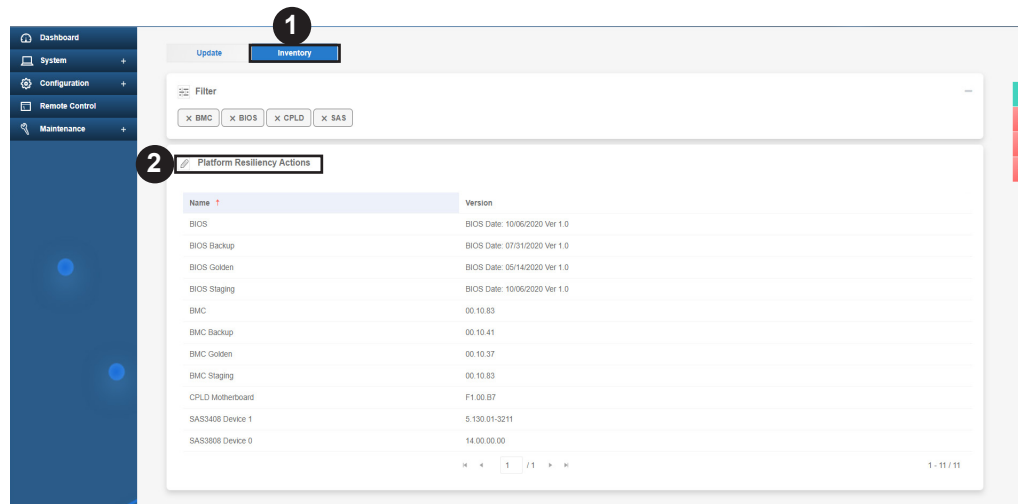 1
Dashboard
System +
Configuration +
Remote Control
Maintenance +
Update Inventory
Filter
× BMC × BIOS × CPLD × SAS
2
Platform Resiliency Actions
Name ↑ Version
BIOS BIOS Date: 10/06/2020 Ver 1.0
BIOS Backup BIOS Date: 07/31/2020 Ver 1.0
BIOS Golden BIOS Date: 05/14/2020 Ver 1.0
BIOS Staging BIOS Date: 10/06/2020 Ver 1.0
BMC 00.10.83
BMC Backup 00.10.41
BMC Golden 00.10.37
BMC Staging 00.10.83
CPLD Motherboard F1.00.B7
SAS3408 Device 1 5.130.01-3211
SAS3808 Device 0 14.00.00.00
1 / 1
1 - 11 / 11